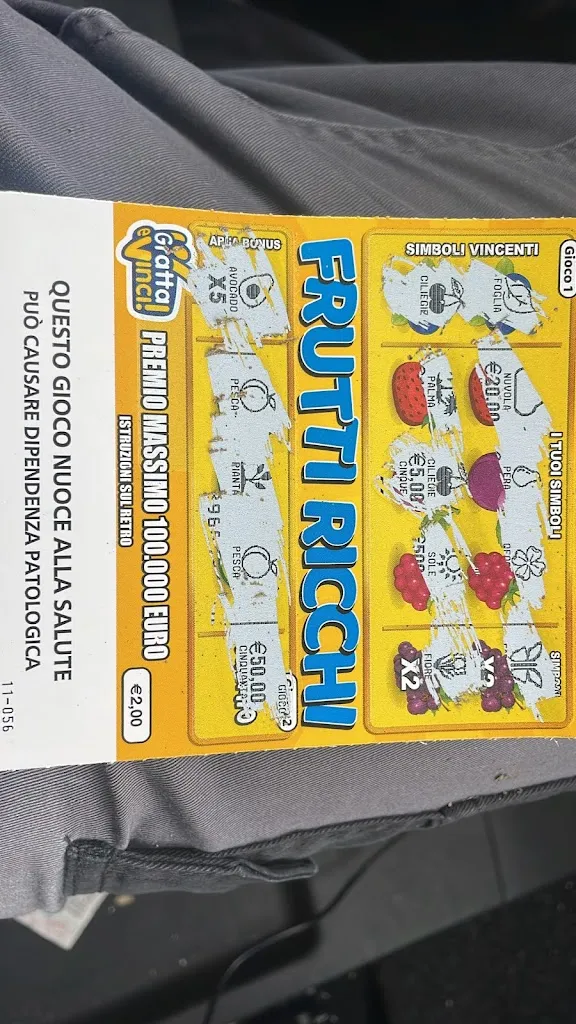 Gioco 1
SIMBOLI VINCENTI
I TUOI SIMBOLI
FOGLIA
CILIEGIE
NUVOLA
€20,00
PERA
X2
PALMA
CILIEGIE
€5,00
CINQUE
SOLE
FIORE
X2
FRUTTI RICCHI
GIOCO 2
BONUS
AVOCADO
X5
PESCA
PIANTA
PESCA
€50,00
CINQUANTA
Gratta
e
Vinci!
PREMIO MASSIMO 100.000 EURO
ISTRUZIONI SUL RETRO
€2,00
QUESTO GIOCO NUOCE ALLA SALUTE
PUÒ CAUSARE DIPENDENZA PATOLOGICA
11-056